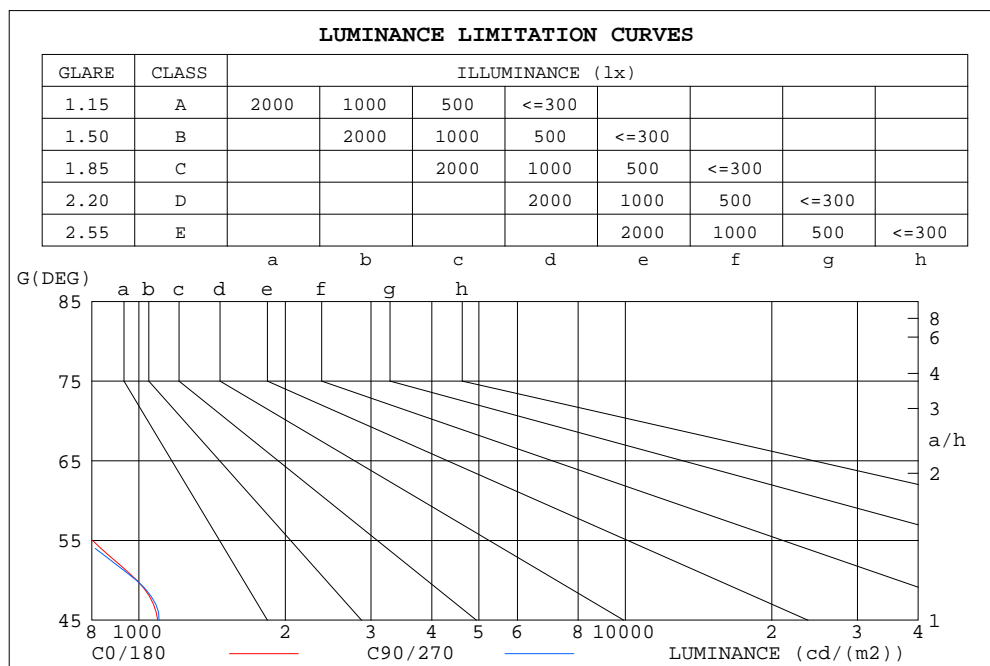 LUMINANCE LIMITATION CURVES
GLARE CLASS ILLUMINANCE (lx)
1.15 A 2000 1000 500 <=300
1.50 B 2000 1000 500 <=300
1.85 C 2000 1000 500 <=300
2.20 D 2000 1000 500 <=300
2.55 E 2000 1000 500 <=300
a b c d e f g h
G(DEG)
a b c d e f g h
85
8
6
75 4
3
a/h
65 2
55
45 1
8 1000 2 3 4 5 6 8 10000 2 3 4
C0/180 C90/270 LUMINANCE (cd/(m2))